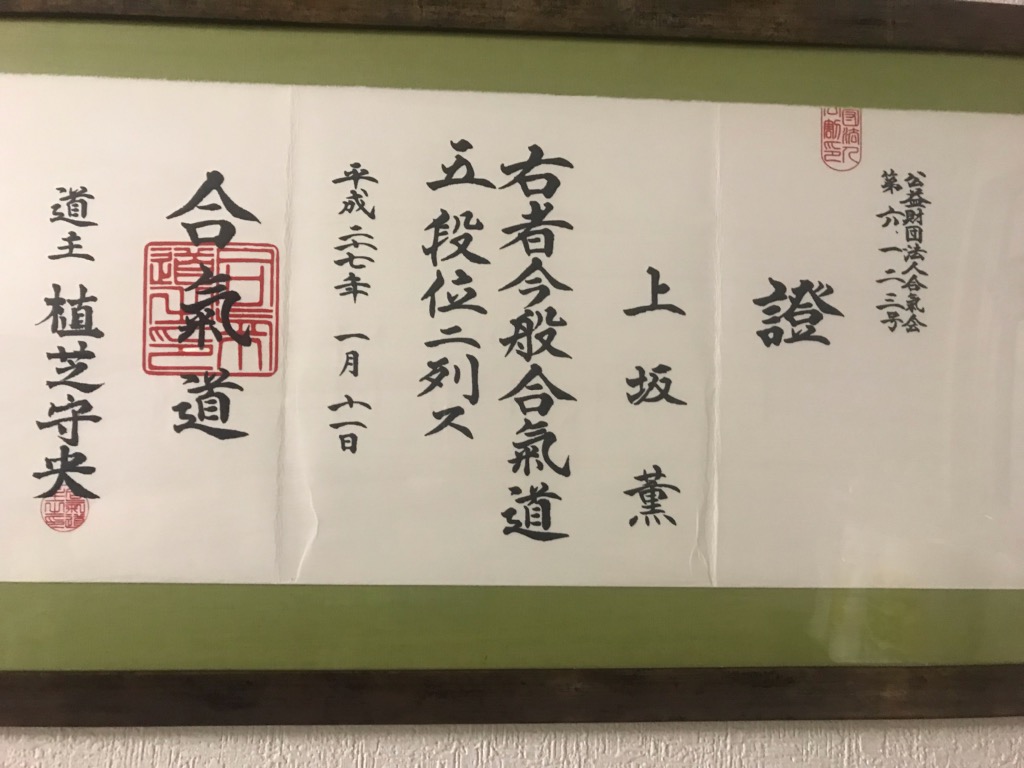 公益財団法人合氣会
第六一二三号
證
上坂薫
右者今般合氣道
五段位ニ列ス
平成二十七年一月十一日
合氣道
道主 植芝守央